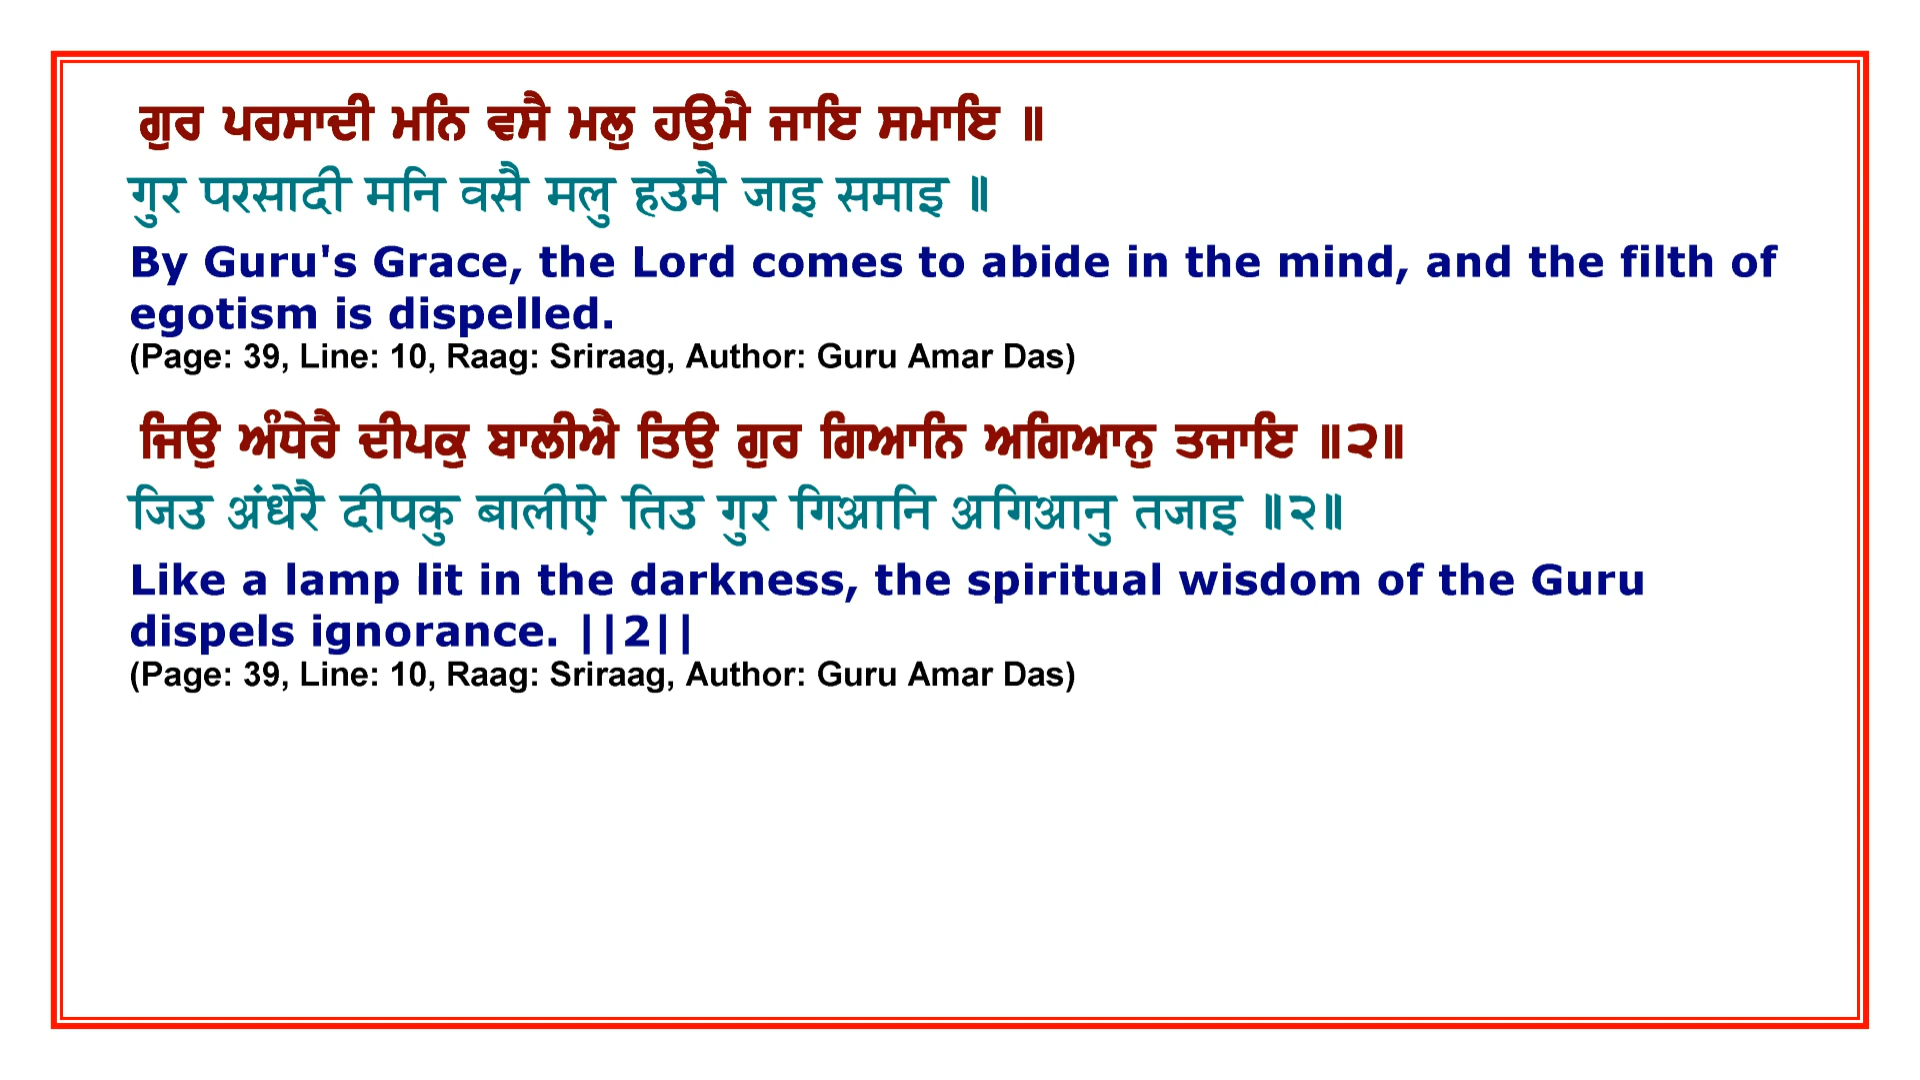 ਗੁਰ ਪਰਸਾਦੀ ਮਨਿ ਵਸੈ ਮਲੁ ਹਉਮੈ ਜਾਇ ਸਮਾਇ ॥
गुर परसादी मनि वसै मलु हउमै जाइ समाइ ॥
By Guru's Grace, the Lord comes to abide in the mind, and the filth of
egotism is dispelled.
(Page: 39, Line: 10, Raag: Sriraag, Author: Guru Amar Das)
ਜਿਉ ਅੰਧੇਰੈ ਦੀਪਕੁ ਬਾਲੀਐ ਤਿਉ ਗੁਰ ਗਿਆਨਿ ਅਗਿਆਨੁ ਤਜਾਇ ॥੨॥
जिउ अंधेरै दीपकु बालीऐ तिउ गुर गिआनि अगिआनु तजाइ ॥२॥
Like a lamp lit in the darkness, the spiritual wisdom of the Guru
dispels ignorance. ||2||
(Page: 39, Line: 10, Raag: Sriraag, Author: Guru Amar Das)